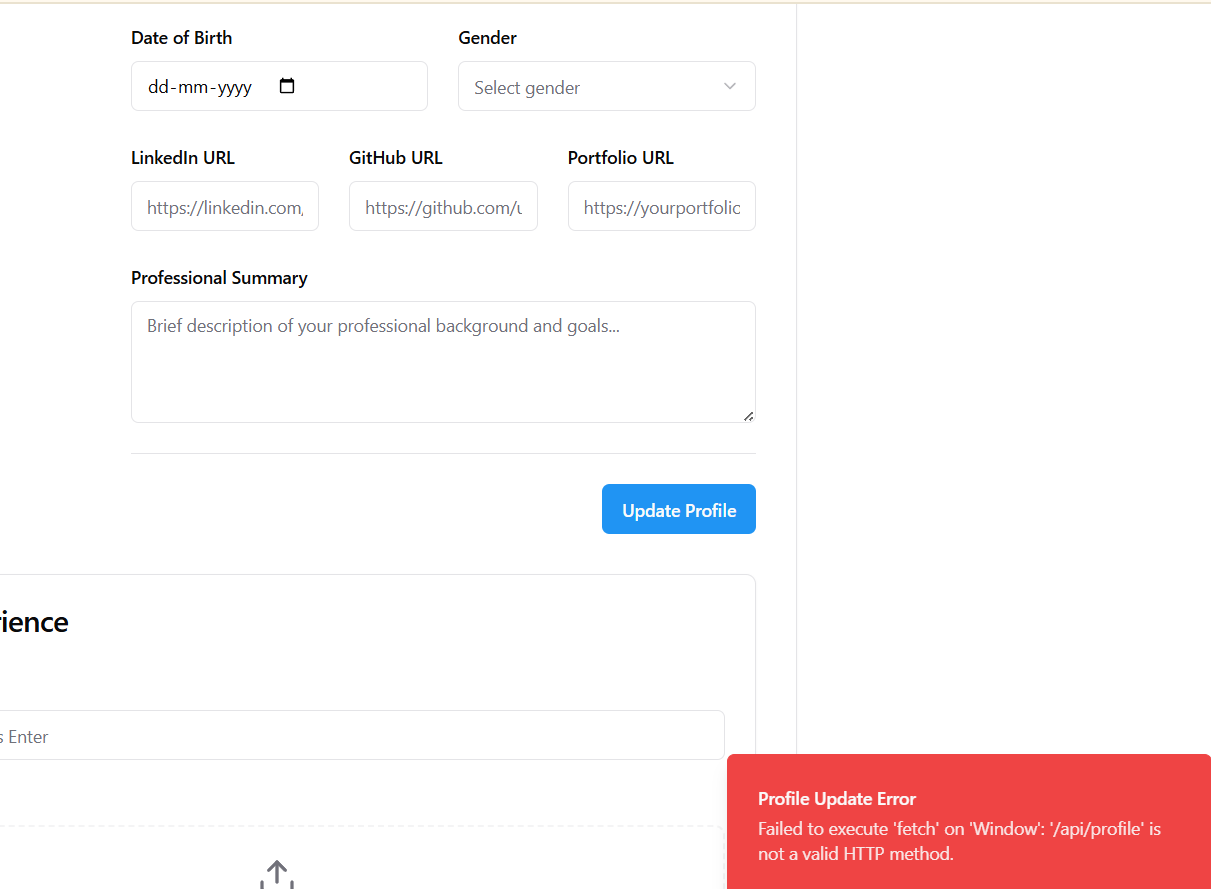 Date of Birth
Gender
dd-mm-yyyy
Select gender
LinkedIn URL
GitHub URL
Portfolio URL
https://linkedin.com,
https://github.com/u
https://yourportfolio
Professional Summary
Brief description of your professional background and goals...
Update Profile
rience
s Enter
Profile Update Error
Failed to execute 'fetch' on 'Window': '/api/profile' is
not a valid HTTP method.